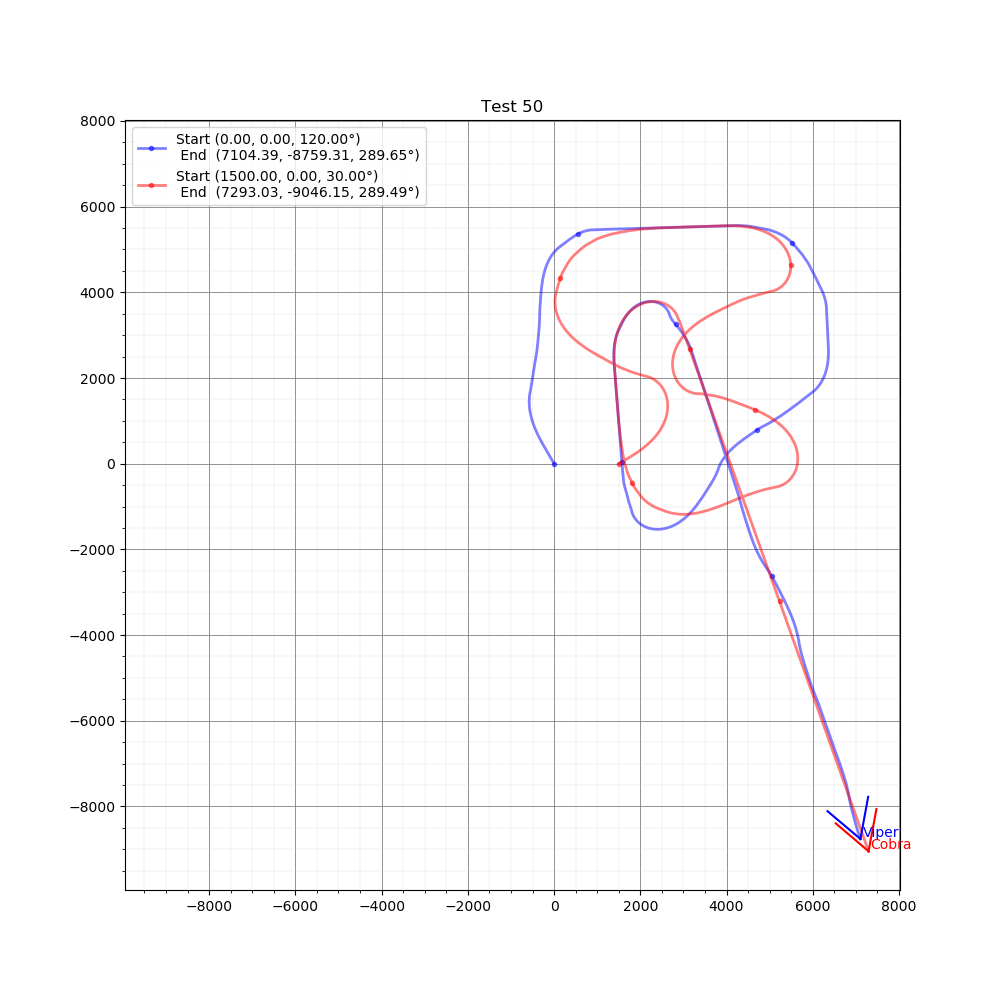 Test 50
Start (0.00, 0.00, 120.00°)
End (7104.39, -8759.31, 289.65°)
Start (1500.00, 0.00, 30.00°)
End (7293.03, -9046.15, 289.49°)
8000
6000
4000
2000
0
−2000
−4000
−6000
−8000
Viper
Cobra
−8000 −6000 −4000 −2000 0 2000 4000 6000 8000